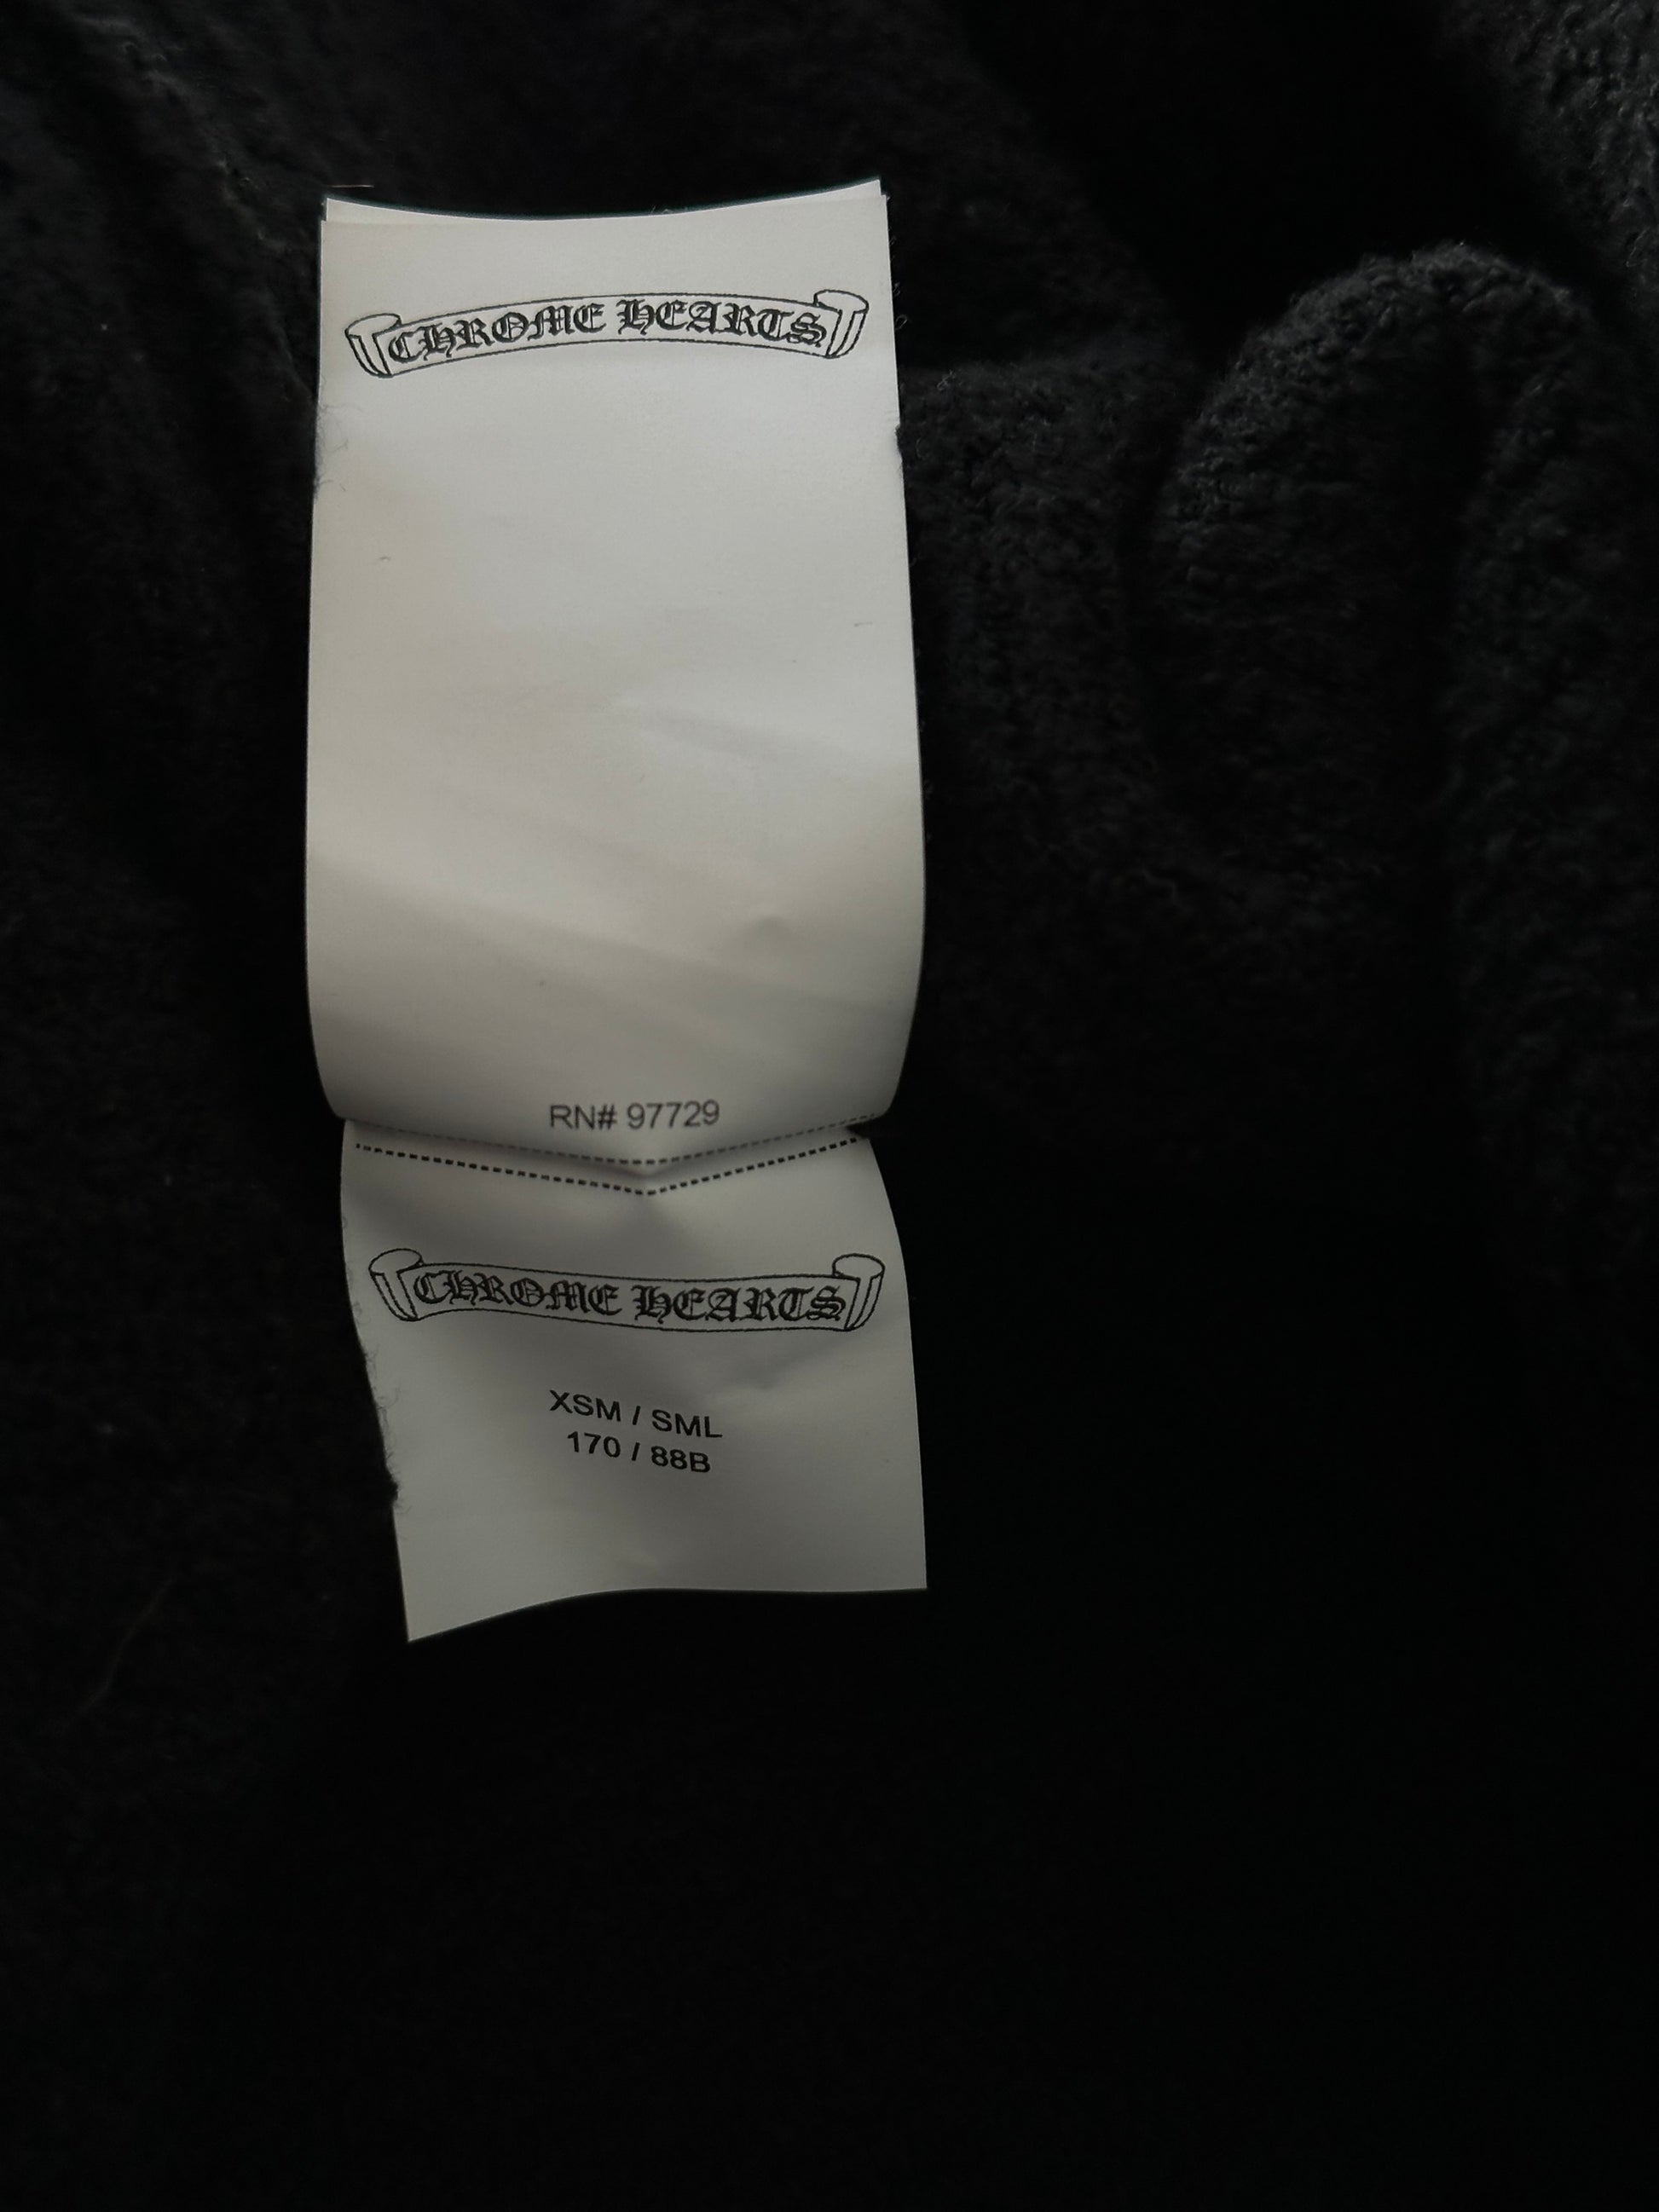 CHROME HEARTS
RN# 97729
CHROME HEARTS
XSM / SML
170 / 88B